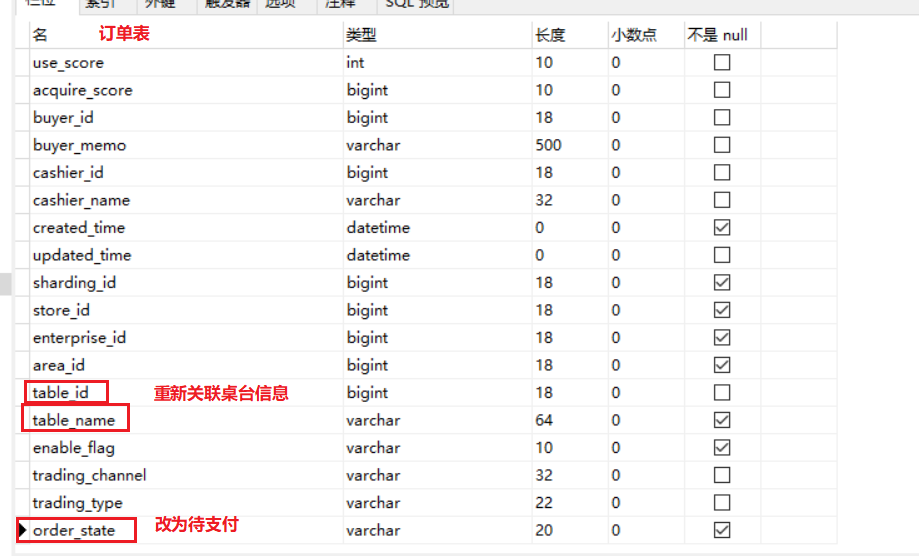 栏位 索引 外键 触发器 选项 注释 SQL 预览
名 订单表 类型 长度 小数点 不是 null
use_score int 10 0
acquire_score bigint 10 0
buyer_id bigint 18 0
buyer_memo varchar 500 0
cashier_id bigint 18 0
cashier_name varchar 32 0
created_time datetime 0 0
updated_time datetime 0 0
sharding_id bigint 18 0
store_id bigint 18 0
enterprise_id bigint 18 0
area_id bigint 18 0
table_id 重新关联桌台信息 bigint 18 0
table_name varchar 64 0
enable_flag varchar 10 0
trading_channel varchar 32 0
trading_type varchar 22 0
order_state 改为待支付 varchar 20 0